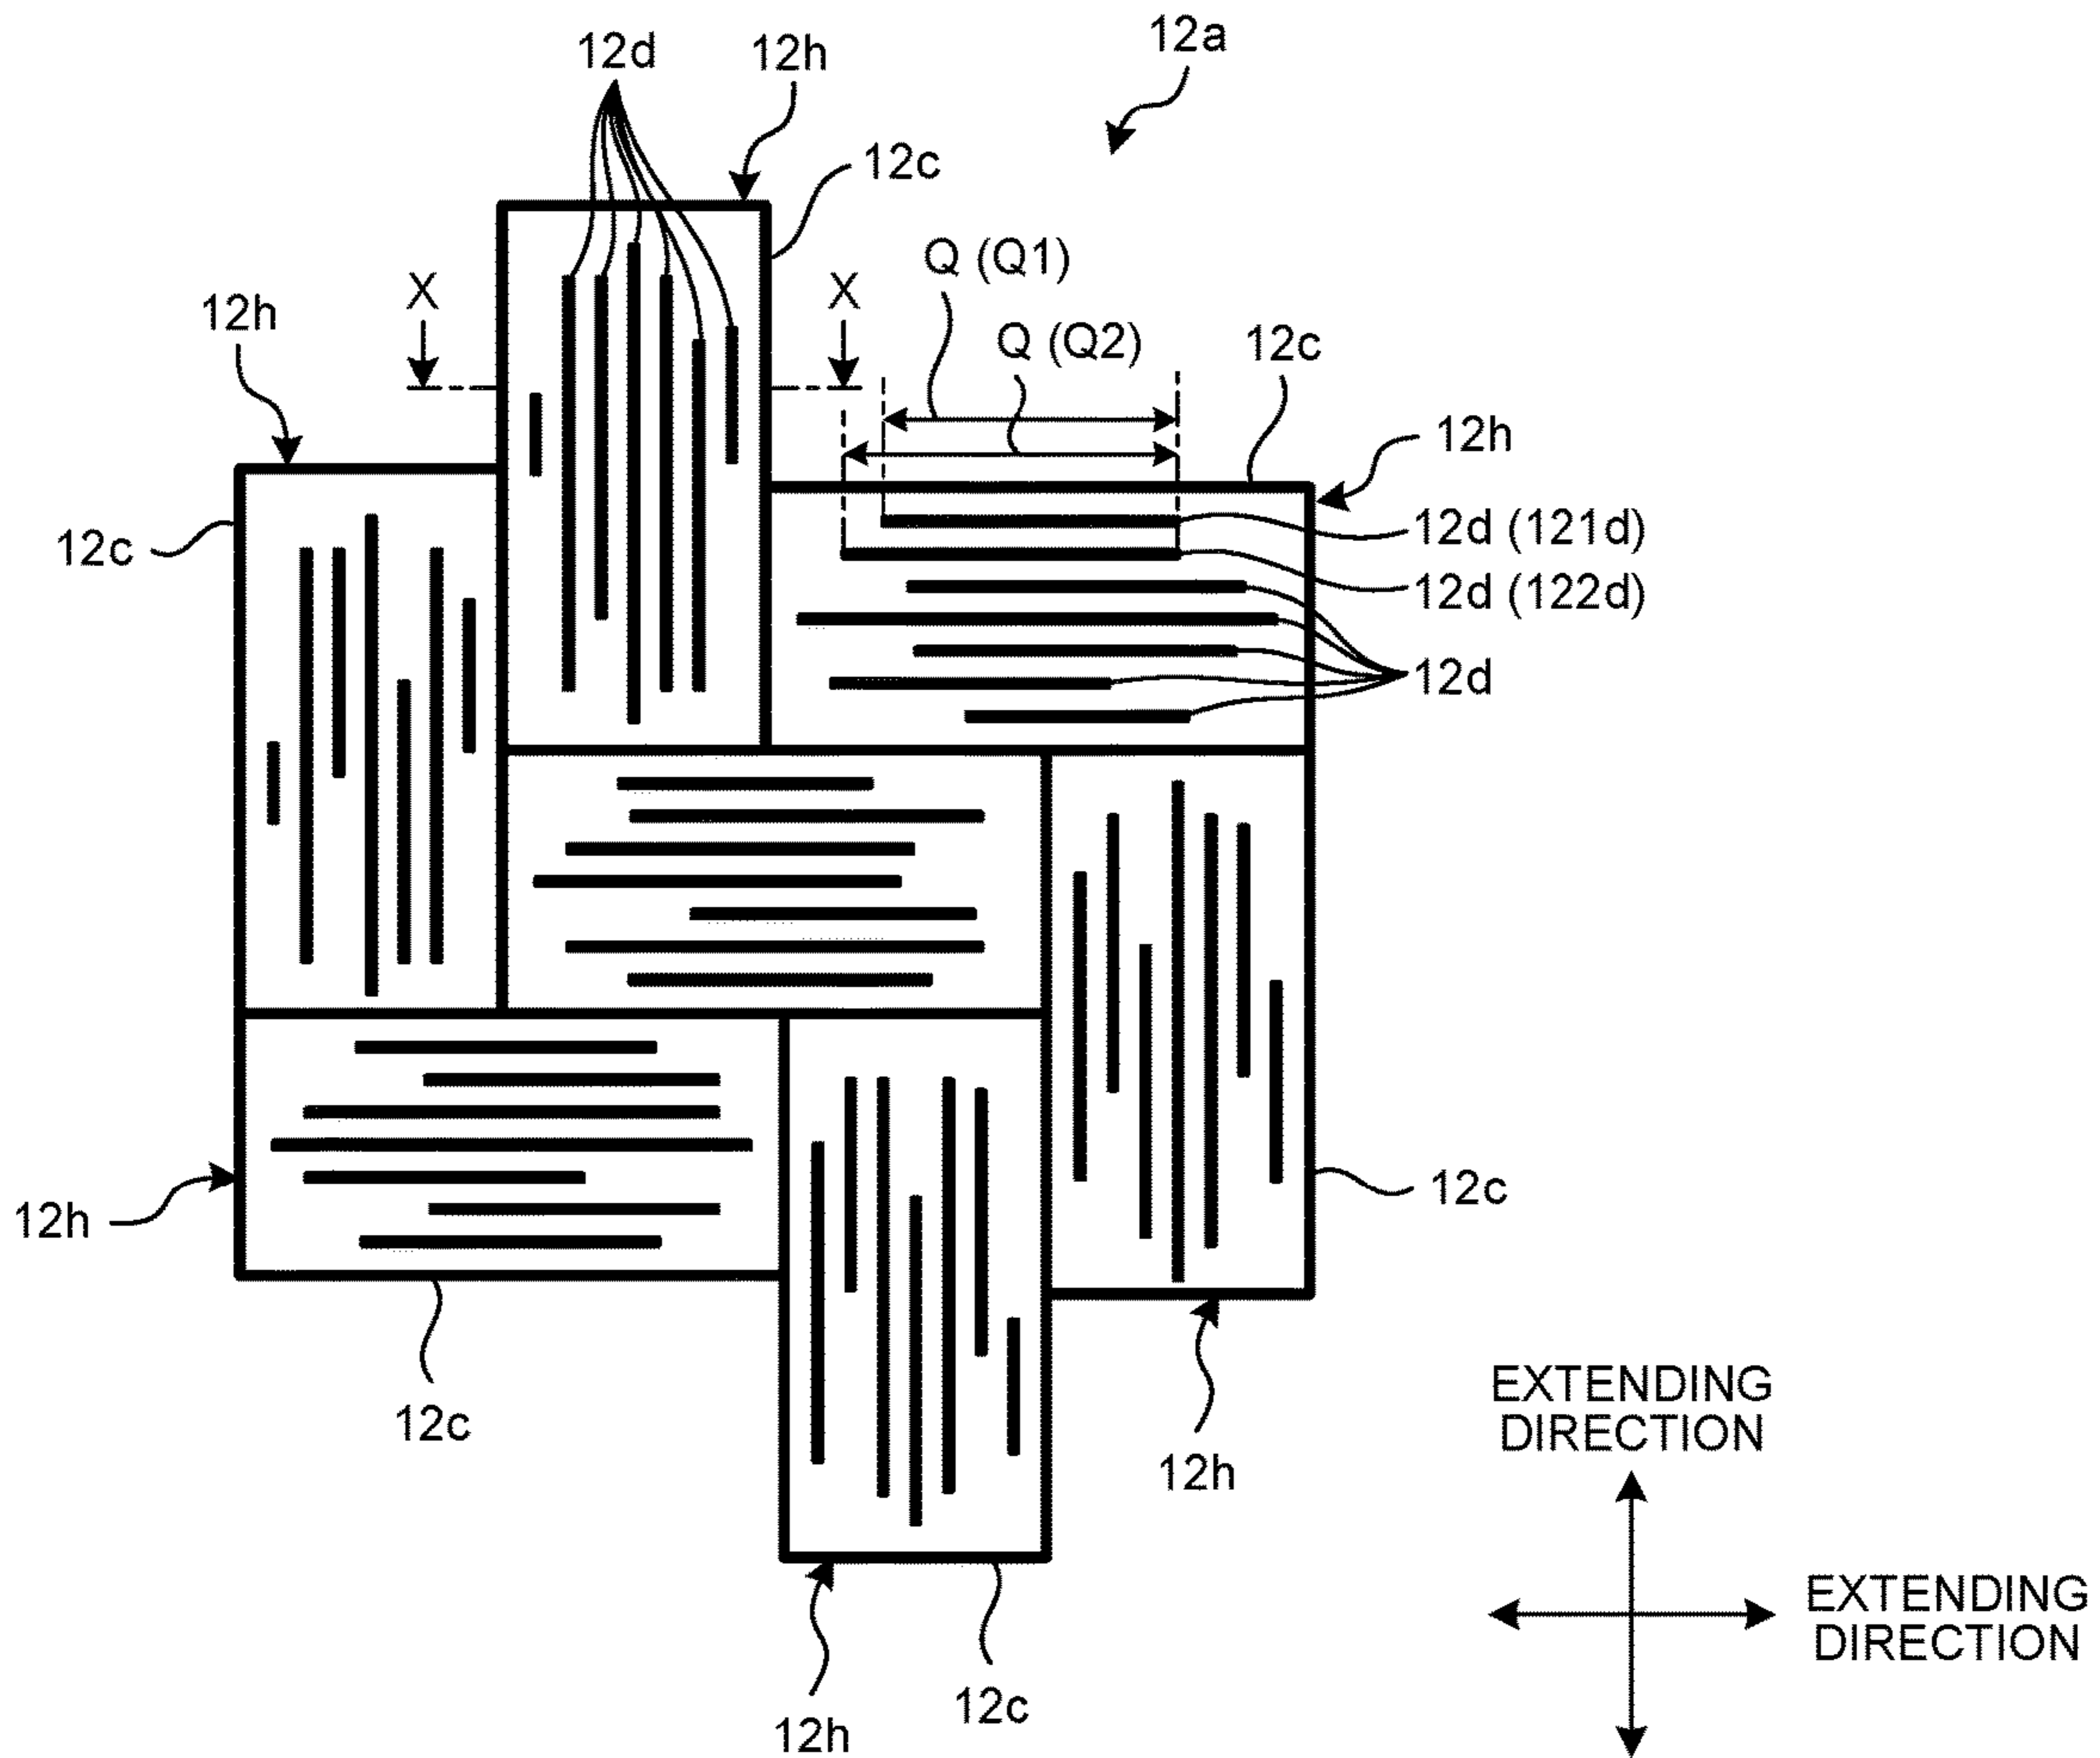 12a
12d
12h
12c
Q (Q1)
X
X
12h
Q (Q2)
12c
12h
12c
12d (121d)
12d (122d)
12d
12c
12h
12c
12h
12c
12h
12c
EXTENDING
DIRECTION
EXTENDING
DIRECTION